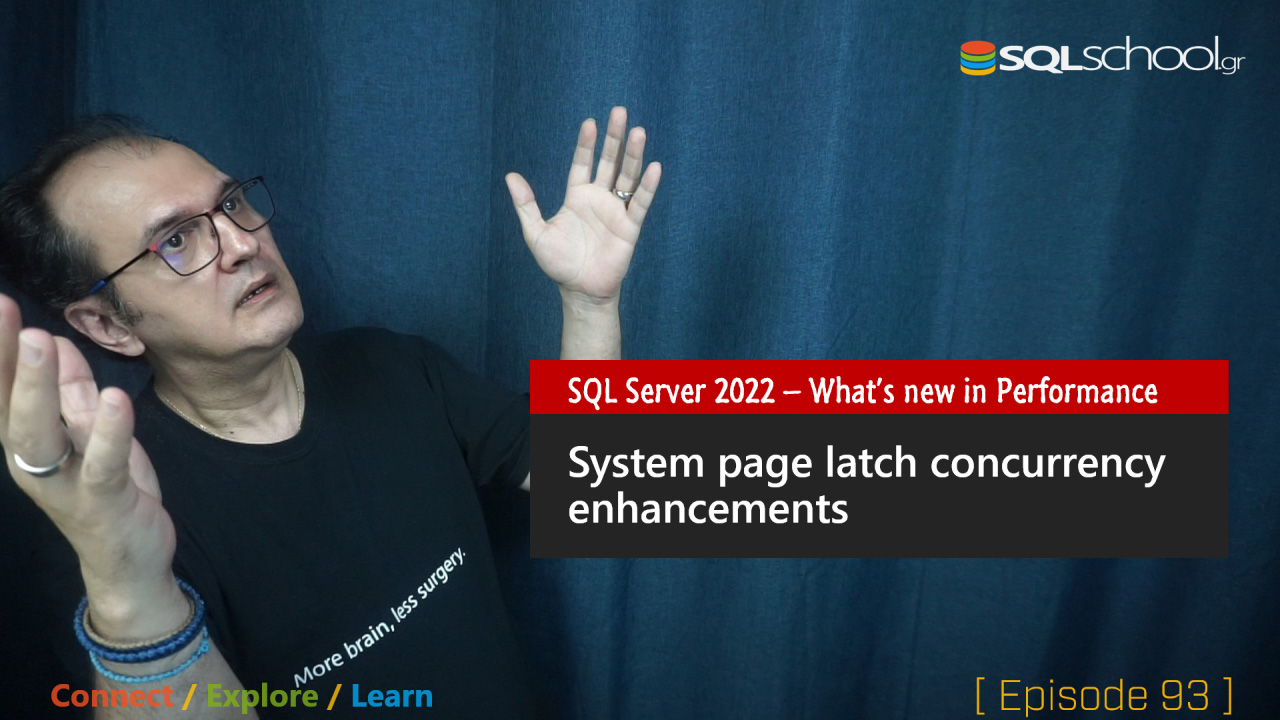 SQLschool.gr
SQL Server 2022 – What's new in Performance
System page latch concurrency
enhancements
More brain, less surgery.
Connect / Explore / Learn
[ Episode 93 ]